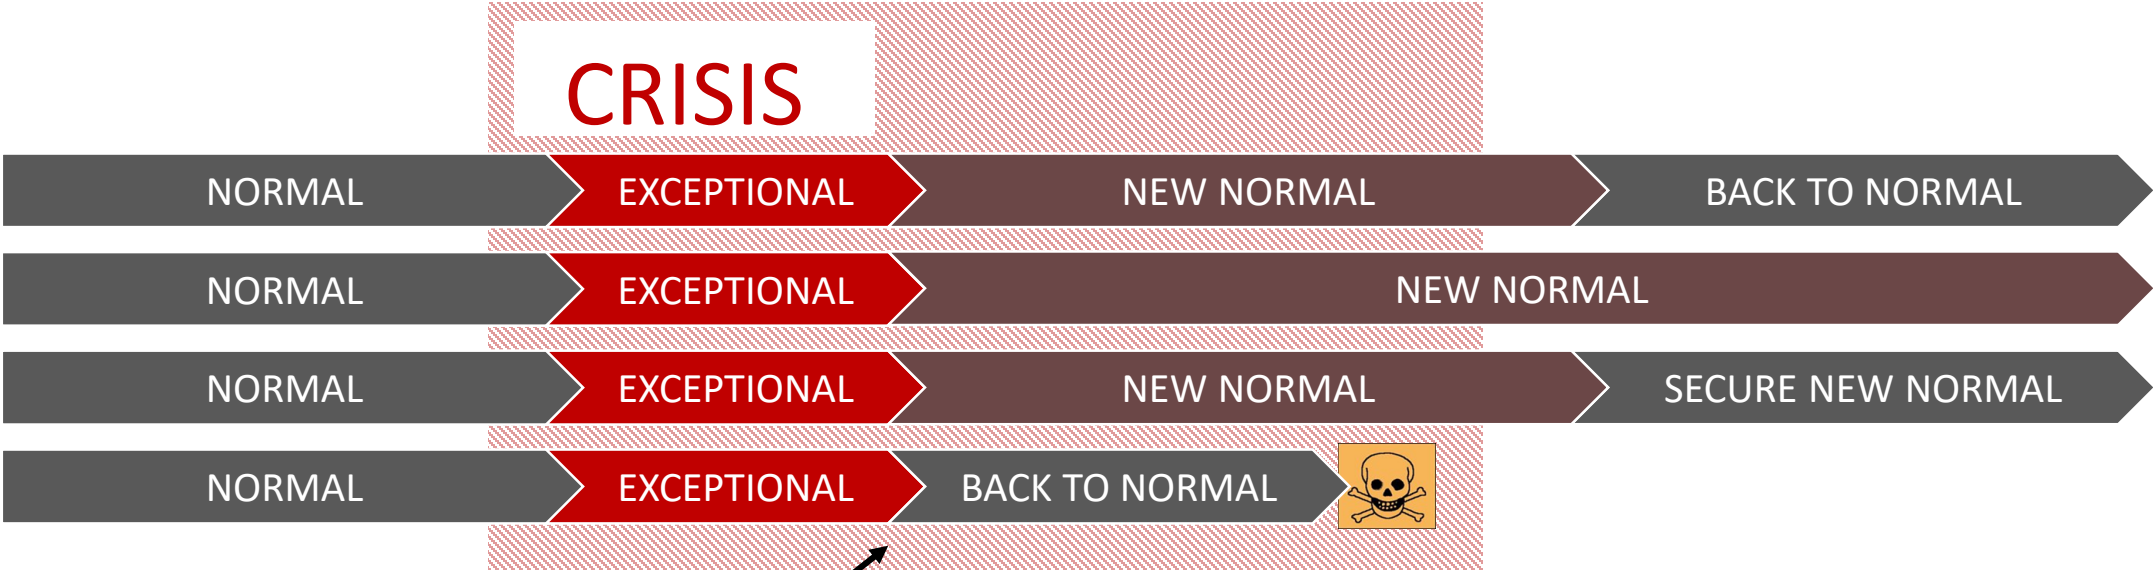 CRISIS
NORMAL EXCEPTIONAL NEW NORMAL BACK TO NORMAL
NORMAL EXCEPTIONAL NEW NORMAL
NORMAL EXCEPTIONAL NEW NORMAL SECURE NEW NORMAL
NORMAL EXCEPTIONAL BACK TO NORMAL